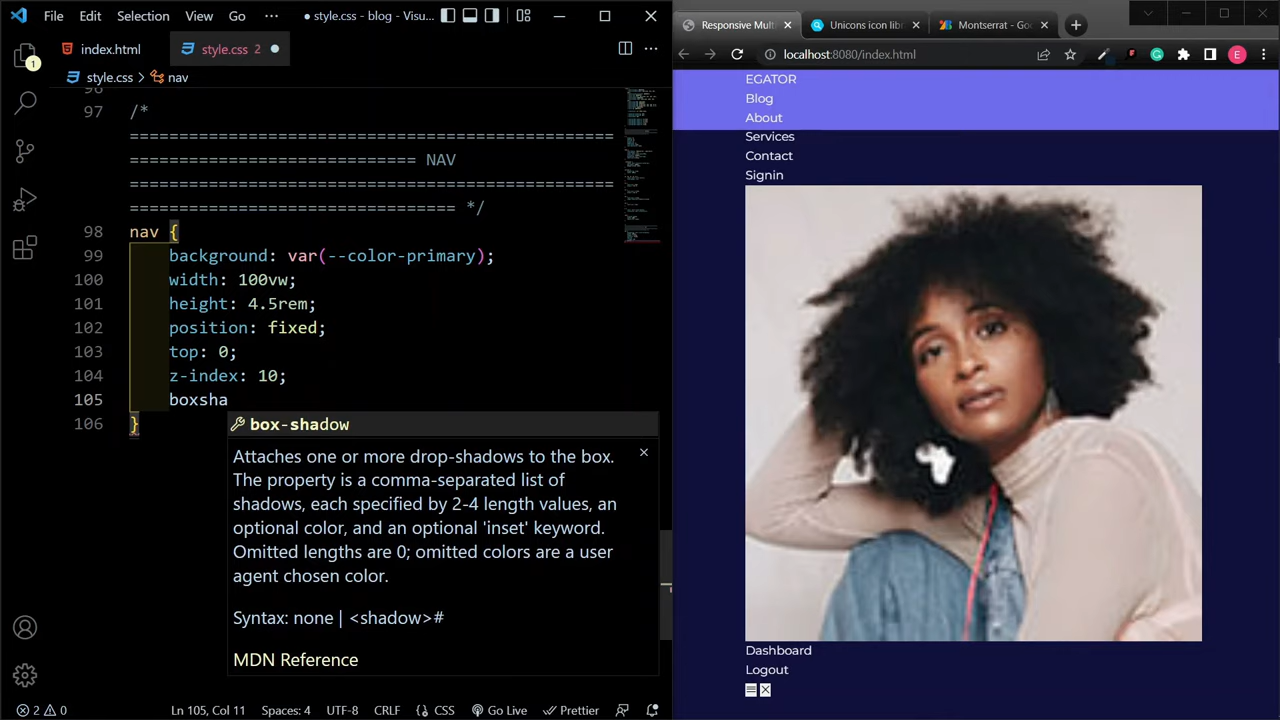 File Edit Selection View Go ··· ● style.css - blog - Visu...
index.html style.css 2 ●
style.css > nav
1
96
97 /*
=================================================
============================= NAV
=================================================
================================= */
98 nav {
99 background: var(--color-primary);
100 width: 100vw;
101 height: 4.5rem;
102 position: fixed;
103 top: 0;
104 z-index: 10;
105 boxsha
106 }
box-shadow
Attaches one or more drop-shadows to the box.
The property is a comma-separated list of
shadows, each specified by 2-4 length values, an
optional color, and an optional 'inset' keyword.
Omitted lengths are 0; omitted colors are a user
agent chosen color.
Syntax: none | <shadow>#
MDN Reference
2 0 Ln 105, Col 11 Spaces: 4 UTF-8 CRLF {} CSS Go Live Prettier
Responsive Mult Unicons icon lib Montserrat - Goo
localhost:8080/index.html E
EGATOR
Blog
About
Services
Contact
Signin
Dashboard
Logout